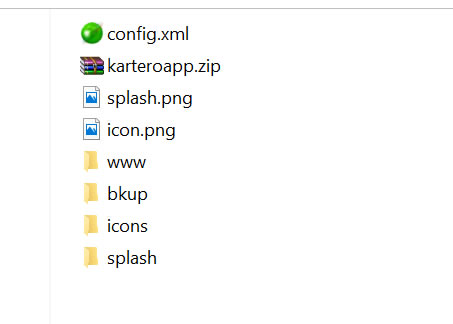 config.xml
karteroapp.zip
splash.png
icon.png
www
bkup
icons
splash